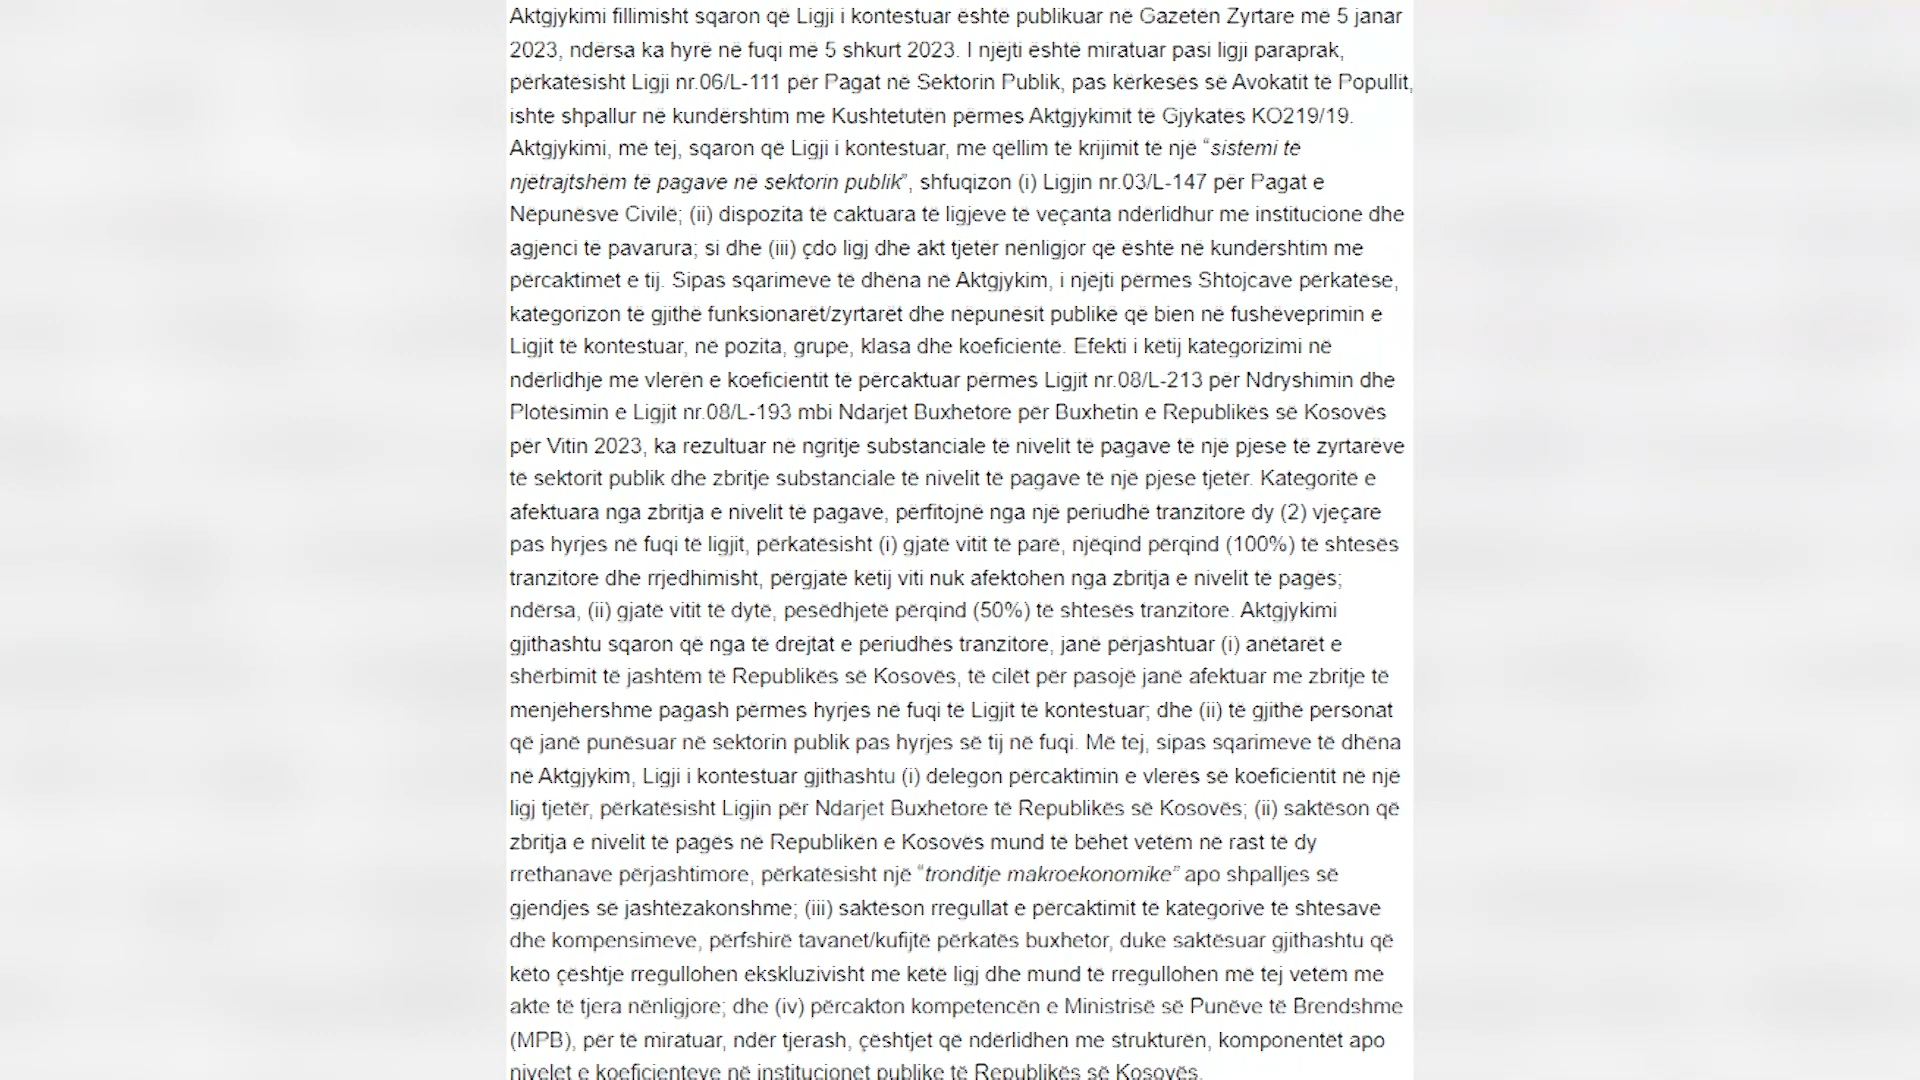 Aktgjykimi fillimisht sqaron që Ligji i kontestuar është publikuar në Gazetën Zyrtare më 5 janar
2023, ndërsa ka hyrë në fuqi më 5 shkurt 2023. I njëjti është miratuar pasi ligji paraprak,
përkatësisht Ligji nr.06/L-111 për Pagat në Sektorin Publik, pas kërkesës së Avokatit të Popullit,
ishte shpallur në kundërshtim me Kushtetutën përmes Aktgjykimit të Gjykatës KO219/19.
Aktgjykimi, më tej, sqaron që Ligji i kontestuar, me qëllim të krijimit të një “sistemi të
njëtrajtshëm të pagave në sektorin publik”, shfuqizon (i) Ligjin nr.03/L-147 për Pagat e
Nëpunësve Civilë; (ii) dispozita të caktuara të ligjeve të veçanta ndërlidhur me institucione dhe
agjenci të pavarura; si dhe (iii) çdo ligj dhe akt tjetër nënligjor që është në kundërshtim me
përcaktimet e tij. Sipas sqarimeve të dhëna në Aktgjykim, i njëjti përmes Shtojcave përkatëse,
kategorizon të gjithë funksionarët/zyrtarët dhe nëpunësit publikë që bien në fushëveprimin e
Ligjit të kontestuar, në pozita, grupe, klasa dhe koeficientë. Efekti i këtij kategorizimi në
ndërlidhje me vlerën e koeficientit të përcaktuar përmes Ligjit nr.08/L-213 për Ndryshimin dhe
Plotësimin e Ligjit nr.08/L-193 mbi Ndarjet Buxhetore për Buxhetin e Republikës së Kosovës
për Vitin 2023, ka rezultuar në ngritje substanciale të nivelit të pagave të një pjese të zyrtarëve
të sektorit publik dhe zbritje substanciale të nivelit të pagave të një pjese tjetër. Kategoritë e
afektuara nga zbritja e nivelit të pagave, përfitojnë nga një periudhë tranzitore dy (2) vjeçare
pas hyrjes në fuqi të ligjit, përkatësisht (i) gjatë vitit të parë, njëqind përqind (100%) të shtesës
tranzitore dhe rrjedhimisht, përgjatë këtij viti nuk afektohen nga zbritja e nivelit të pagës;
ndërsa, (ii) gjatë vitit të dytë, pesëdhjetë përqind (50%) të shtesës tranzitore. Aktgjykimi
gjithashtu sqaron që nga të drejtat e periudhës tranzitore, janë përjashtuar (i) anëtarët e
shërbimit të jashtëm të Republikës së Kosovës, të cilët për pasojë janë afektuar me zbritje të
menjëhershme pagash përmes hyrjes në fuqi të Ligjit të kontestuar; dhe (ii) të gjithë personat
që janë punësuar në sektorin publik pas hyrjes së tij në fuqi. Më tej, sipas sqarimeve të dhëna
në Aktgjykim, Ligji i kontestuar gjithashtu (i) delegon përcaktimin e vlerës së koeficientit në një
ligj tjetër, përkatësisht Ligjin për Ndarjet Buxhetore të Republikës së Kosovës; (ii) saktëson që
zbritja e nivelit të pagës në Republikën e Kosovës mund të bëhet vetëm në rast të dy
rrethanave përjashtimore, përkatësisht një “tronditje makroekonomike” apo shpalljes së
gjendjes së jashtëzakonshme; (iii) saktëson rregullat e përcaktimit të kategorive të shtesave
dhe kompensimeve, përfshirë tavanet/kufijtë përkatës buxhetor, duke saktësuar gjithashtu që
këto çështje rregullohen ekskluzivisht me këtë ligj dhe mund të rregullohen më tej vetëm me
akte të tjera nënligjore; dhe (iv) përcakton kompetencën e Ministrisë së Punëve të Brendshme
(MPB), për të miratuar, ndër tjerash, çështjet që ndërlidhen me strukturën, komponentët apo
nivelet e koeficientëve në institucionet publike të Republikës së Kosovës.